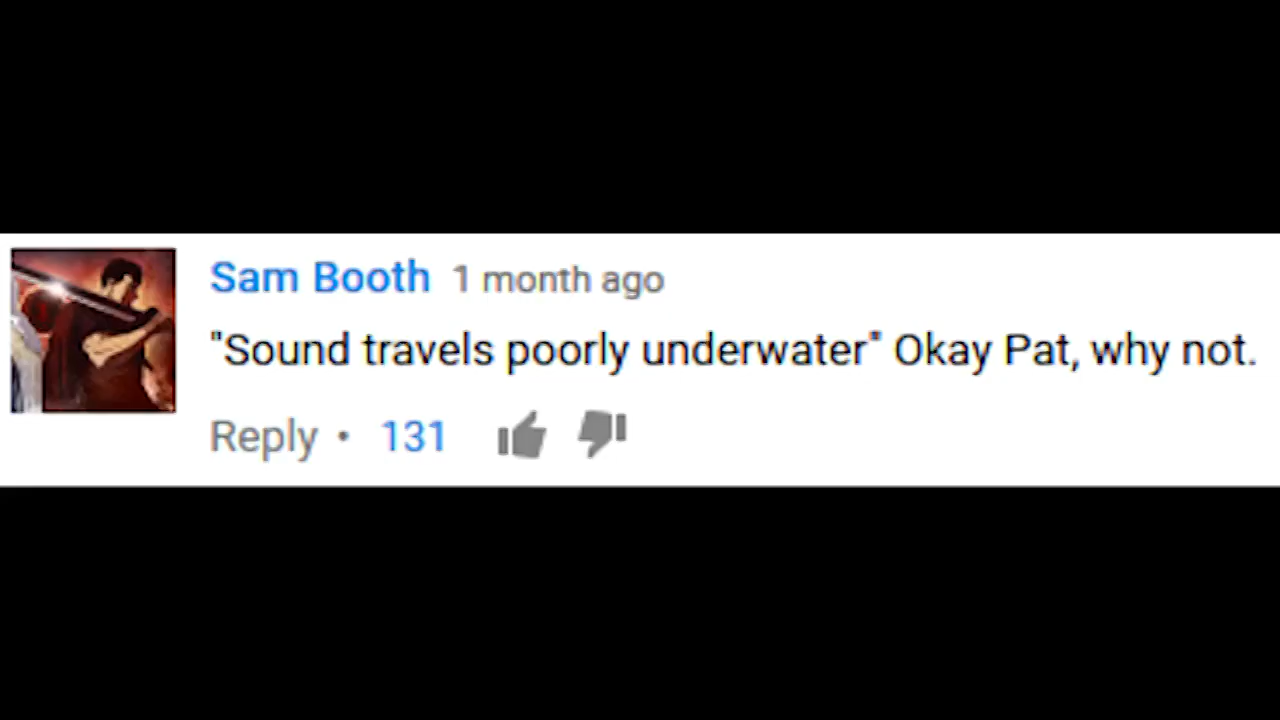 Sam Booth 1 month ago
"Sound travels poorly underwater" Okay Pat, why not.
Reply • 131